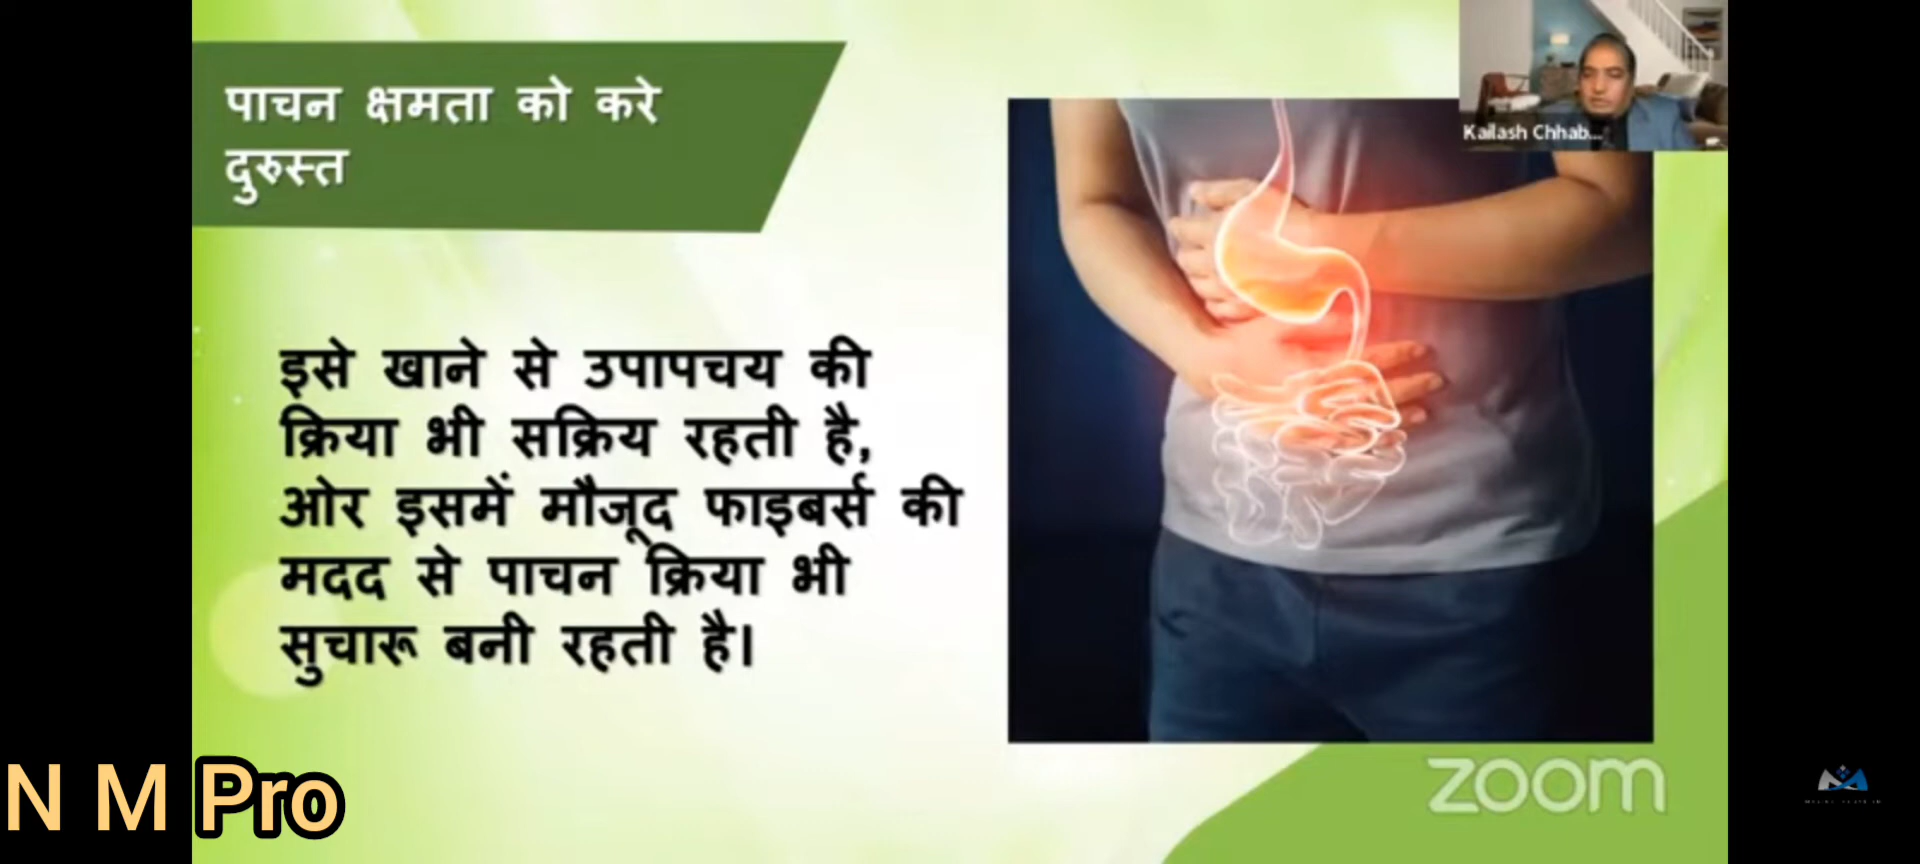 पाचन क्षमता को करे
दुरुस्त
Kailash Chhab...
इसे खाने से उपापचय की
क्रिया भी सक्रिय रहती है,
ओर इसमें मौजूद फाइबर्स की
मदद से पाचन क्रिया भी
सुचारू बनी रहती है।
zoom
N M Pro